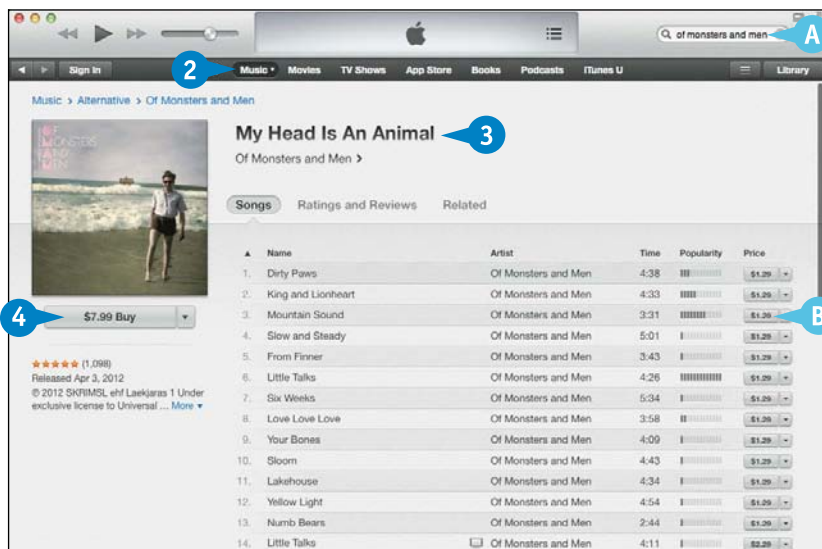 of monsters and men
A
Sign In
2
Music
Movies
TV Shows
App Store
Books
Podcasts
iTunes U
Library
Music > Alternative > Of Monsters and Men
OF
MONSTERS
AND
MEN
My Head Is An Animal
3
Of Monsters and Men >
Songs
Ratings and Reviews
Related
Name Artist Time Popularity Price
1. Dirty Paws Of Monsters and Men 4:38 $1.29
2. King and Lionheart Of Monsters and Men 4:33 $1.29
3. Mountain Sound Of Monsters and Men 3:31 $1.29
B
4. Slow and Steady Of Monsters and Men 5:01 $1.29
5. From Finner Of Monsters and Men 3:43 $1.29
6. Little Talks Of Monsters and Men 4:26 $1.29
7. Six Weeks Of Monsters and Men 5:34 $1.29
8. Love Love Love Of Monsters and Men 3:58 $1.29
9. Your Bones Of Monsters and Men 4:09 $1.29
10. Sloom Of Monsters and Men 4:43 $1.29
11. Lakehouse Of Monsters and Men 4:34 $1.29
12. Yellow Light Of Monsters and Men 4:54 $1.29
13. Numb Bears Of Monsters and Men 2:44 $1.29
14. Little Talks Of Monsters and Men 4:11 $2.29
4
$7.99 Buy
(1,098)
Released Apr 3, 2012
© 2012 SKRIMSL ehf Laekjaras 1 Under
exclusive license to Universal ... More